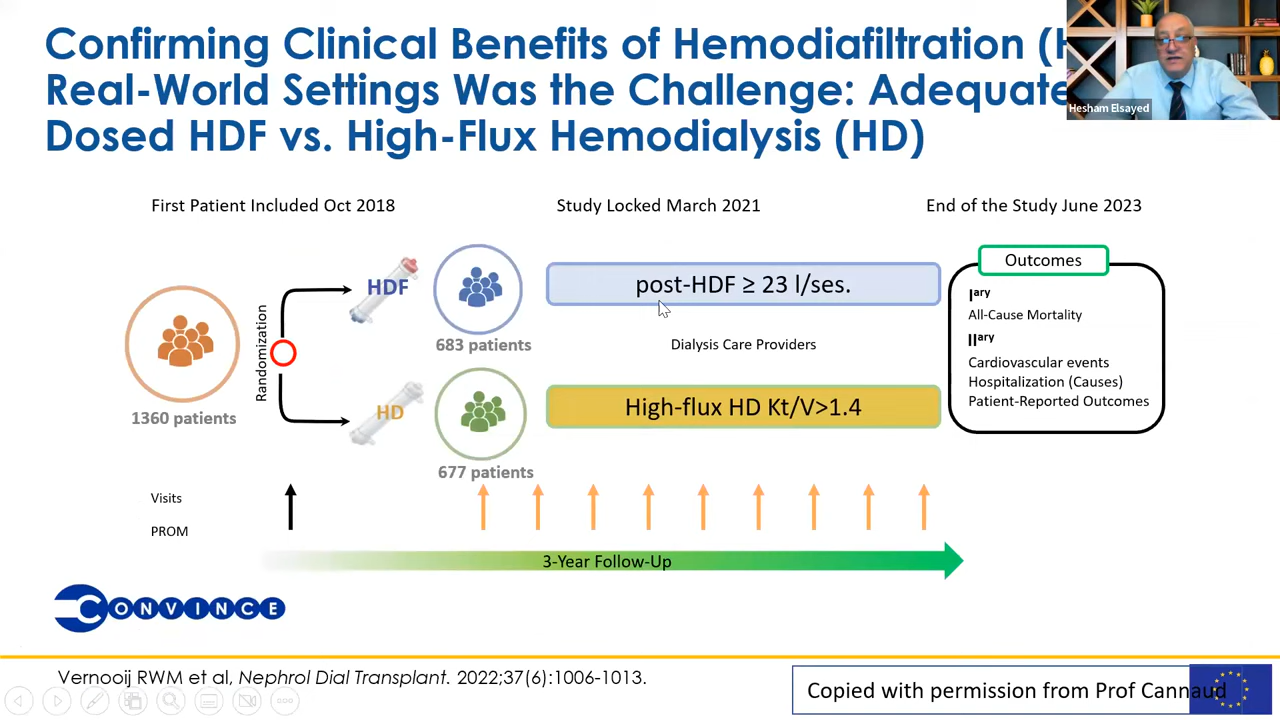 Confirming Clinical Benefits of Hemodiafiltration (H
Real-World Settings Was the Challenge: Adequate
Dosed HDF vs. High-Flux Hemodialysis (HD)
Hesham Elsayed
First Patient Included Oct 2018
Study Locked March 2021
End of the Study June 2023
1360 patients
Randomization
HDF
683 patients
post-HDF ≥ 23 l/ses.
Dialysis Care Providers
HD
677 patients
High-flux HD Kt/V>1.4
Outcomes
Iary
All-Cause Mortality
IIary
Cardiovascular events
Hospitalization (Causes)
Patient-Reported Outcomes
Visits
PROM
3-Year Follow-Up
CONVINCE
Vernooij RWM et al, Nephrol Dial Transplant. 2022;37(6):1006-1013.
Copied with permission from Prof Cannaud